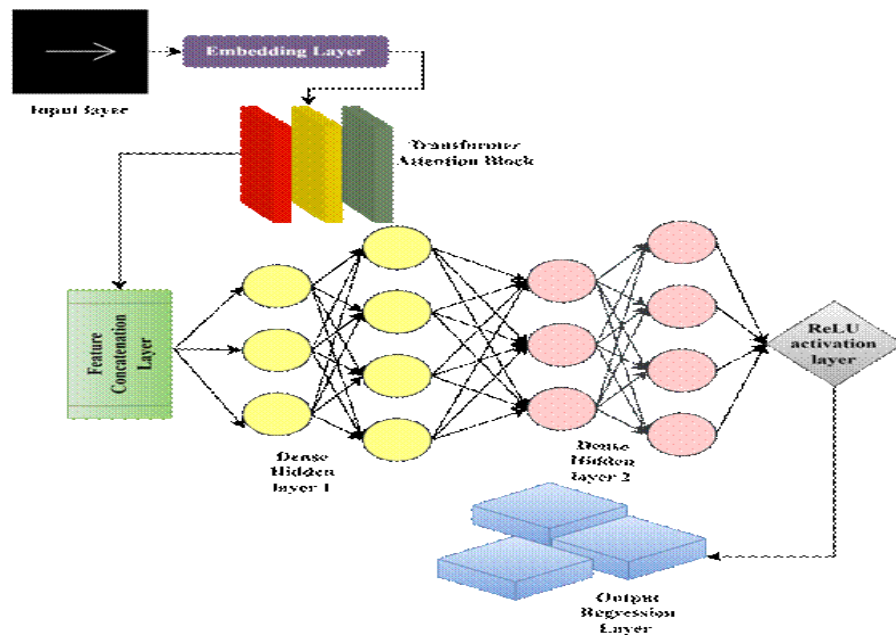 Embedding Layer
Input layer
Transformer
Attention Block
Feature
Concatenation
Layer
ReLU
activation
layer
Dense
Hidden
layer 1
Dense
Hidden
layer 2
Output
Regression
Layer